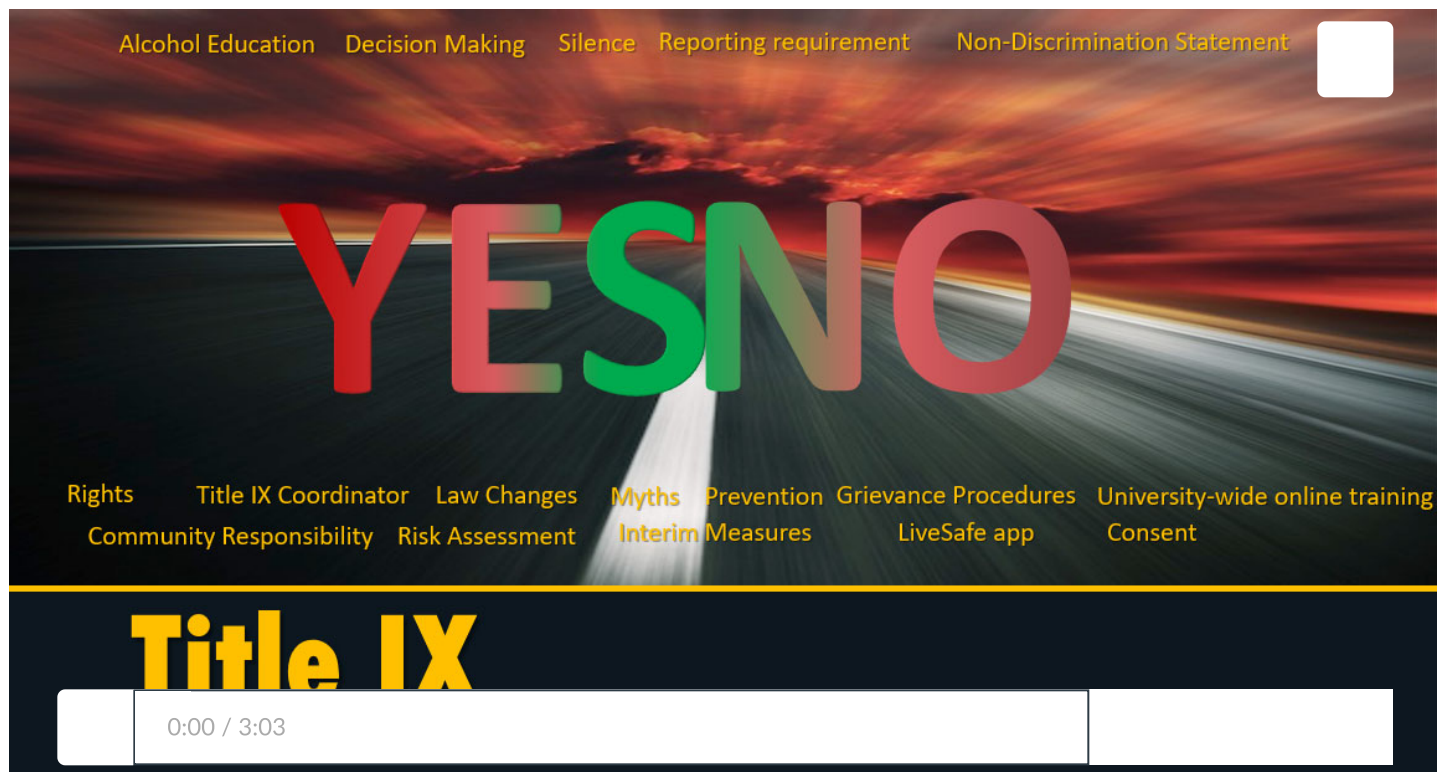 Alcohol Education Decision Making Silence Reporting requirement Non-Discrimination Statement
YESNO
Rights Title IX Coordinator Law Changes Myths Prevention Grievance Procedures University-wide online training
Community Responsibility Risk Assessment Interim Measures LiveSafe app Consent
Title IX
0:00 / 3:03